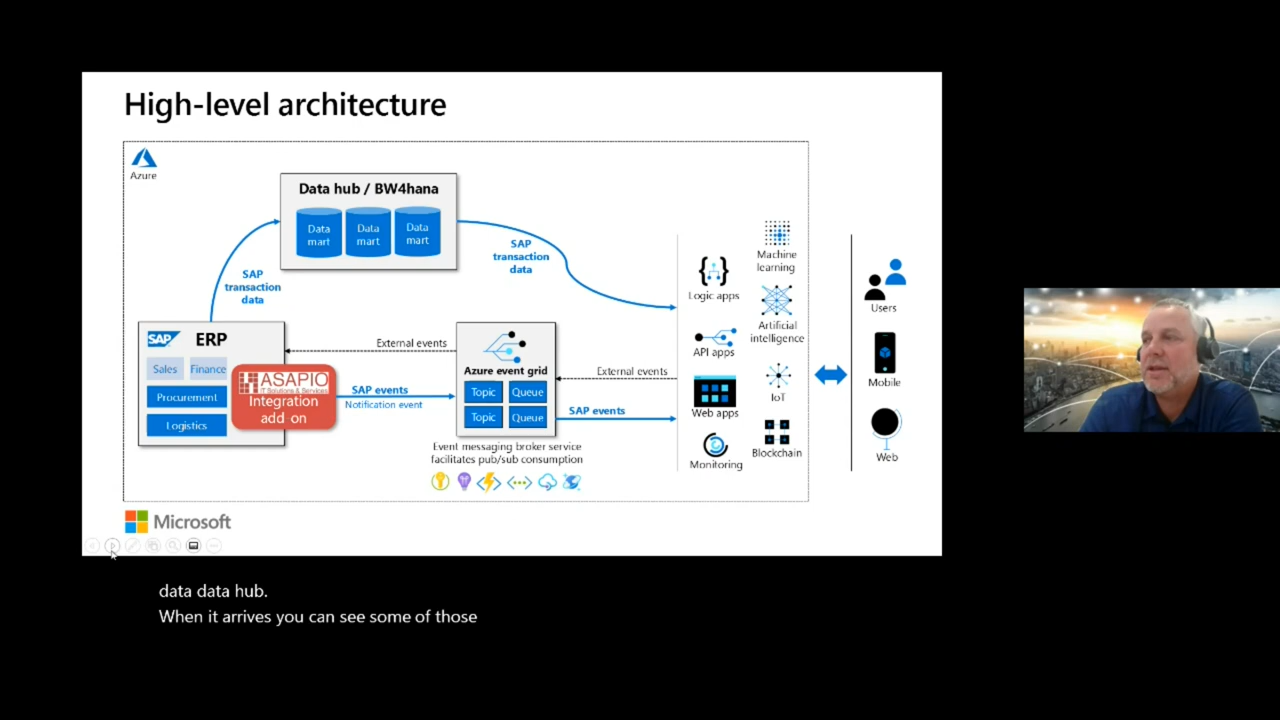 High-level architecture
Azure
Data hub / BW4hana
Data
mart
Data
mart
Data
mart
SAP
transaction
data
SAP
transaction
data
SAP
ERP
Sales
Finance
Procurement
Logistics
ASAPIO
IT Solutions & Services
Integration
add-on
External events
SAP events
Notification event
Azure event grid
Topic
Queue
Topic
Queue
Event messaging broker service
facilitates pub/sub consumption
External events
SAP events
Logic apps
API apps
Web apps
Monitoring
Machine
learning
Artificial
intelligence
IoT
Blockchain
Users
Mobile
Web
Microsoft
data data hub.
When it arrives you can see some of those